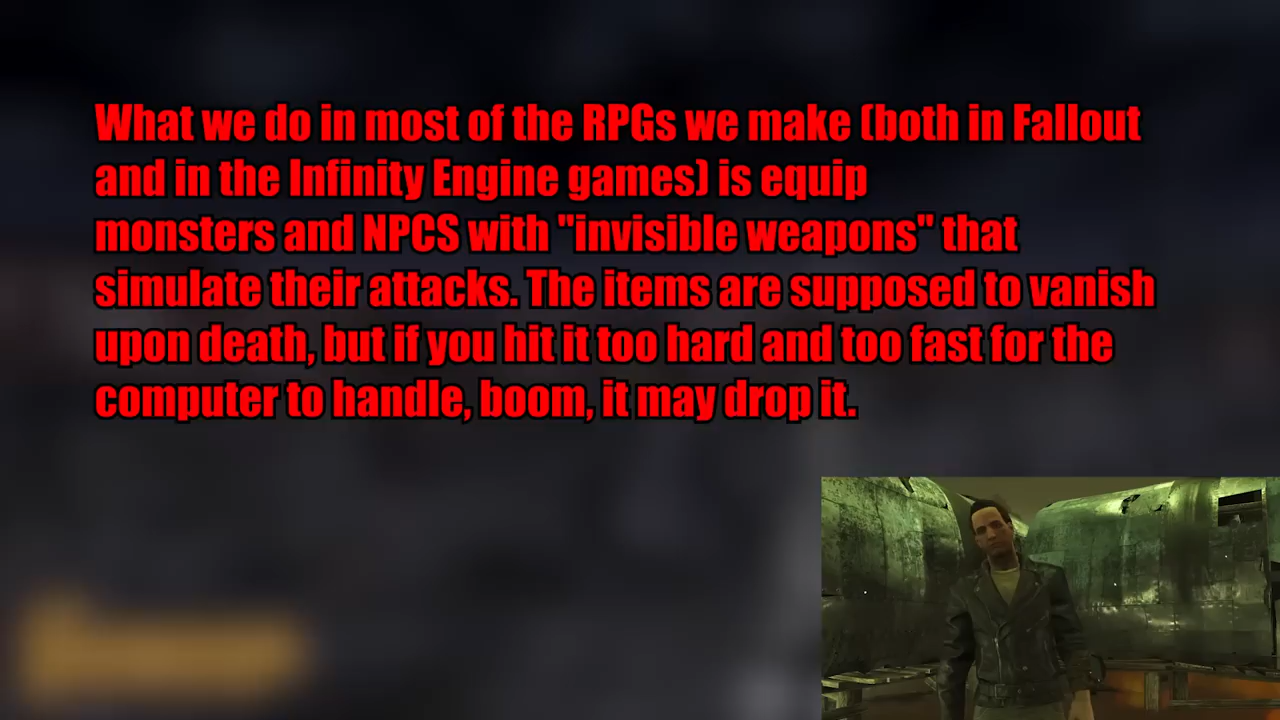 What we do in most of the RPGs we make (both in Fallout
and in the Infinity Engine games) is equip
monsters and NPCS with "invisible weapons" that
simulate their attacks. The items are supposed to vanish
upon death, but if you hit it too hard and too fast for the
computer to handle, boom, it may drop it.